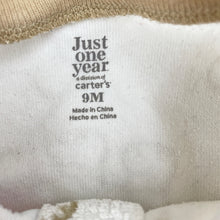 Just
one
year
a division of
carter's
9M
Made in China
Hecho en China